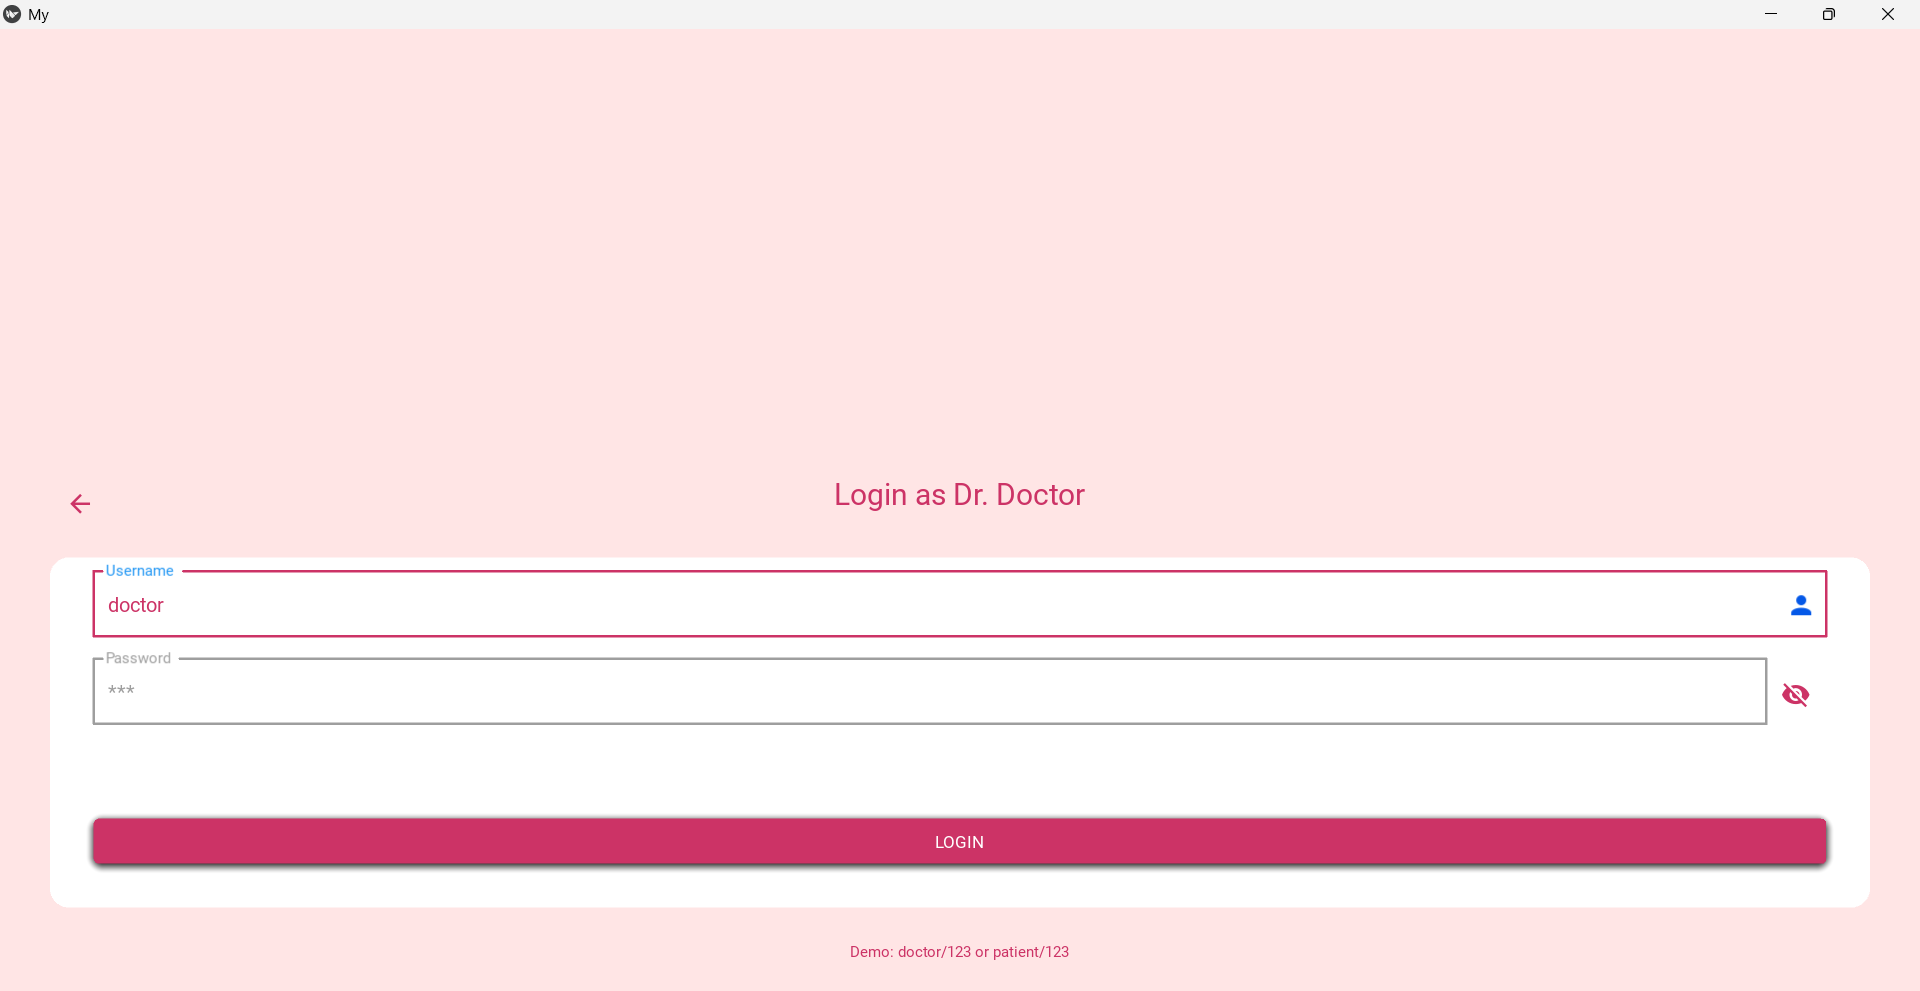 My
Login as Dr. Doctor
Username
doctor
Password
***
LOGIN
Demo: doctor/123 or patient/123